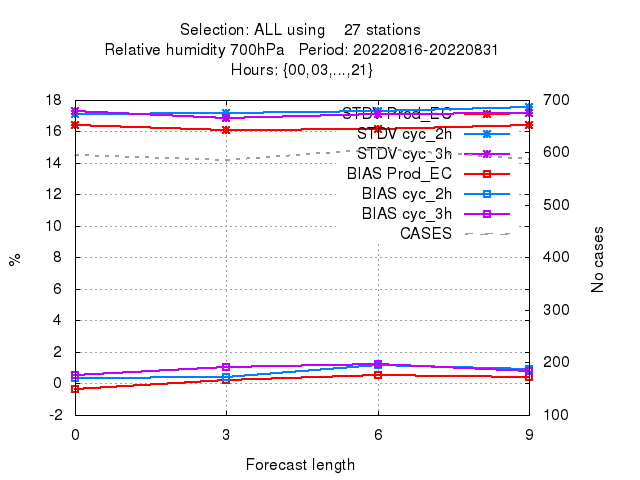 Selection: ALL using 27 stations
Relative humidity 700hPa Period: 20220816-20220831
Hours: {00,03,...,21}
STDV Prod_EC
STDV cyc_2h
STDV cyc_3h
BIAS Prod_EC
BIAS cyc_2h
BIAS cyc_3h
CASES
18
16
14
12
10
8
6
4
2
0
-2
%
700
600
500
400
300
200
100
No cases
0 3 6 9
Forecast length